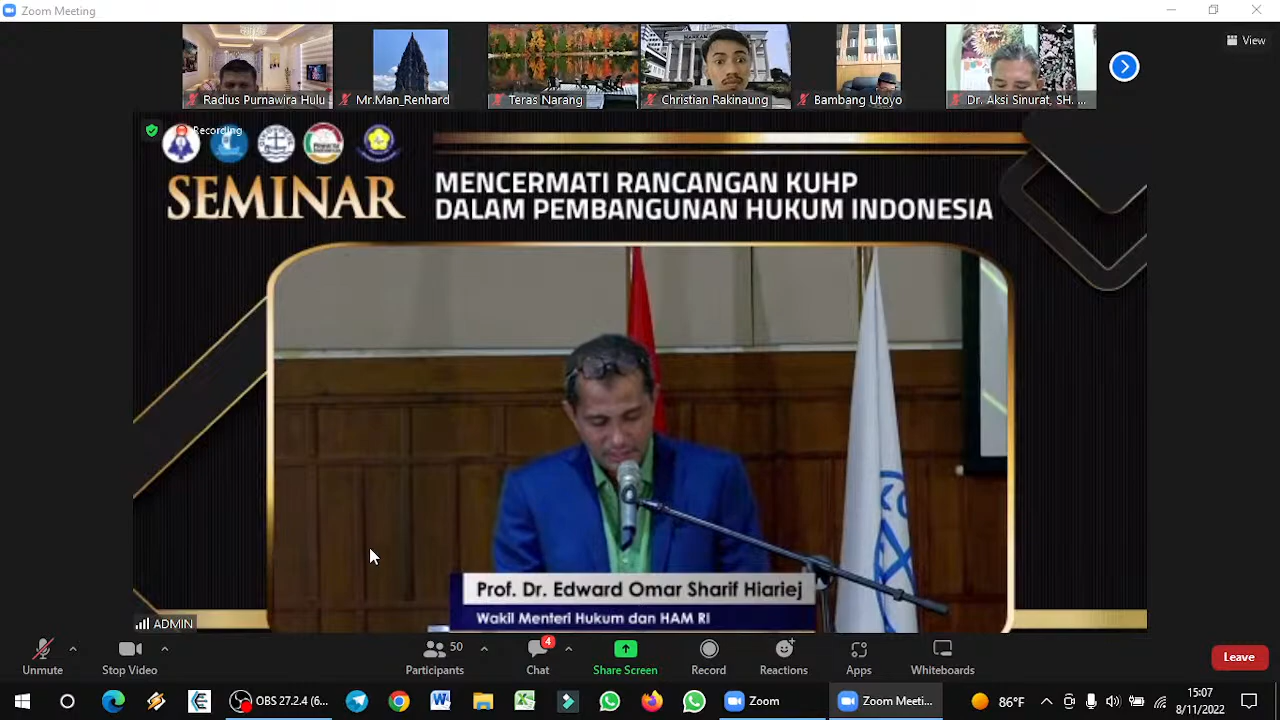 Zoom Meeting
View
Radius Purnawira Hulu
Mr.Man_Renhard
Teras Narang
Christian Rakinaung
Bambang Utoyo
Dr. Aksi Sinurat, SH. ...
Recording
SEMINAR
MENCERMATI RANCANGAN KUHP
DALAM PEMBANGUNAN HUKUM INDONESIA
Prof. Dr. Edward Omar Sharif Hiariej
Wakil Menteri Hukum dan HAM RI
ADMIN
Unmute
Stop Video
50
Participants
4
Chat
Share Screen
Record
Reactions
Apps
Whiteboards
Leave
OBS 27.2.4 (6...
Zoom
Zoom Meeti...
86°F
15:07
8/11/2022